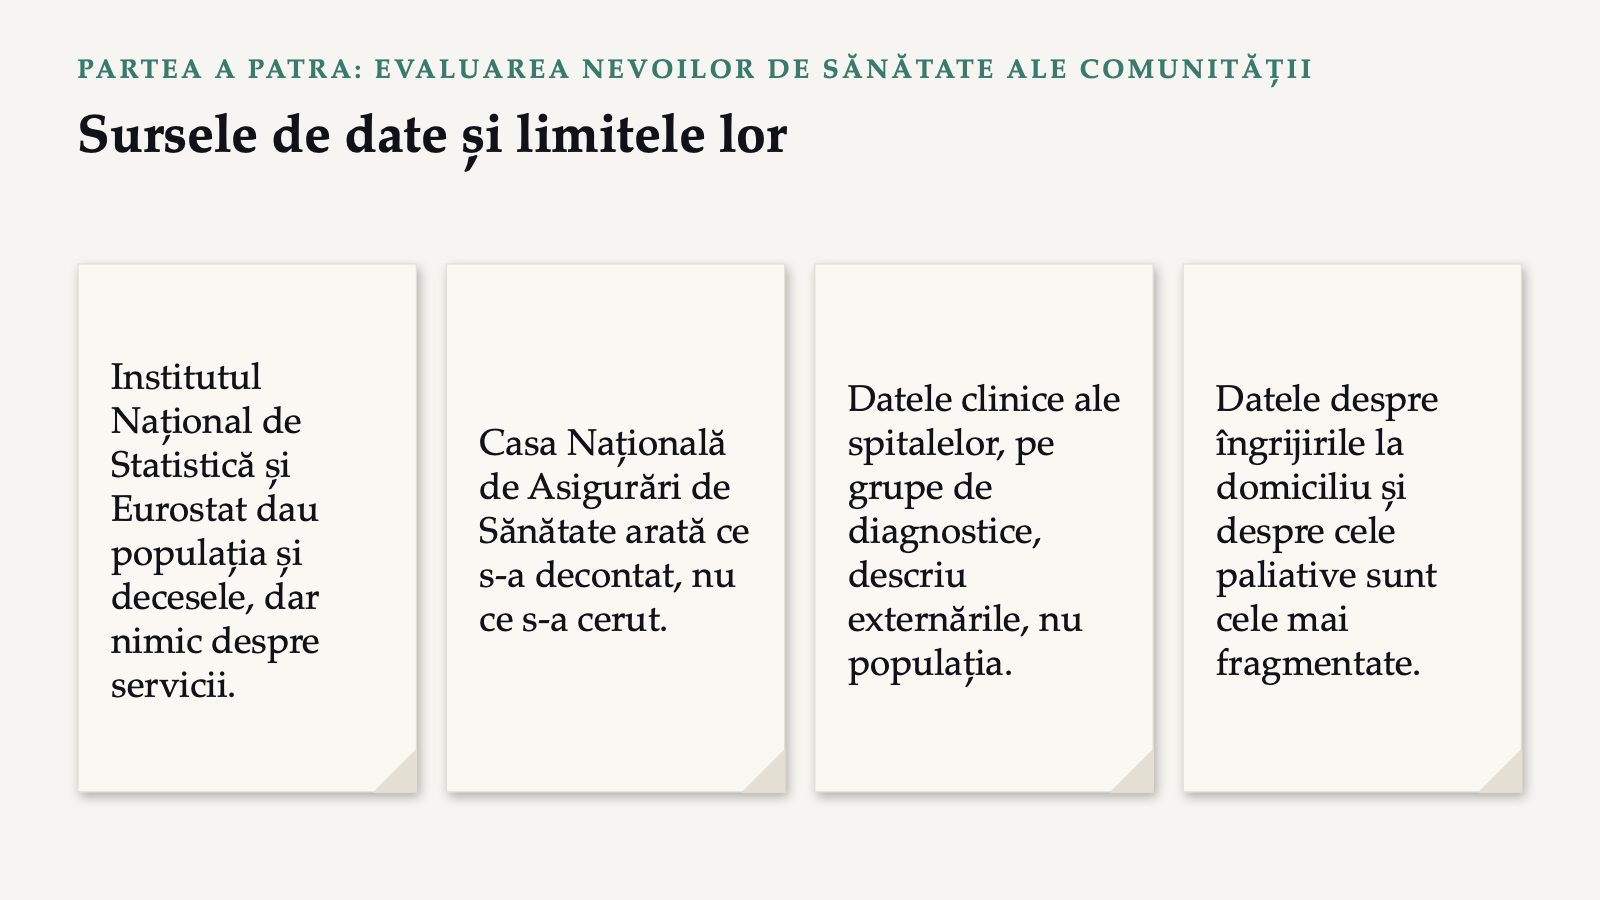 PARTEA A PATRA: EVALUAREA NEVOILOR DE SĂNĂTATE ALE COMUNITĂȚII
Sursele de date și limitele lor
Institutul
Național de
Statistică și
Eurostat dau
populația și
decesele, dar
nimic despre
servicii.
Casa Națională
de Asigurări de
Sănătate arată ce
s-a decontat, nu
ce s-a cerut.
Datele clinice ale
spitalelor, pe
grupe de
diagnostice,
descriu
externările, nu
populația.
Datele despre
îngrijirile la
domiciliu și
despre cele
paliative sunt
cele mai
fragmentate.